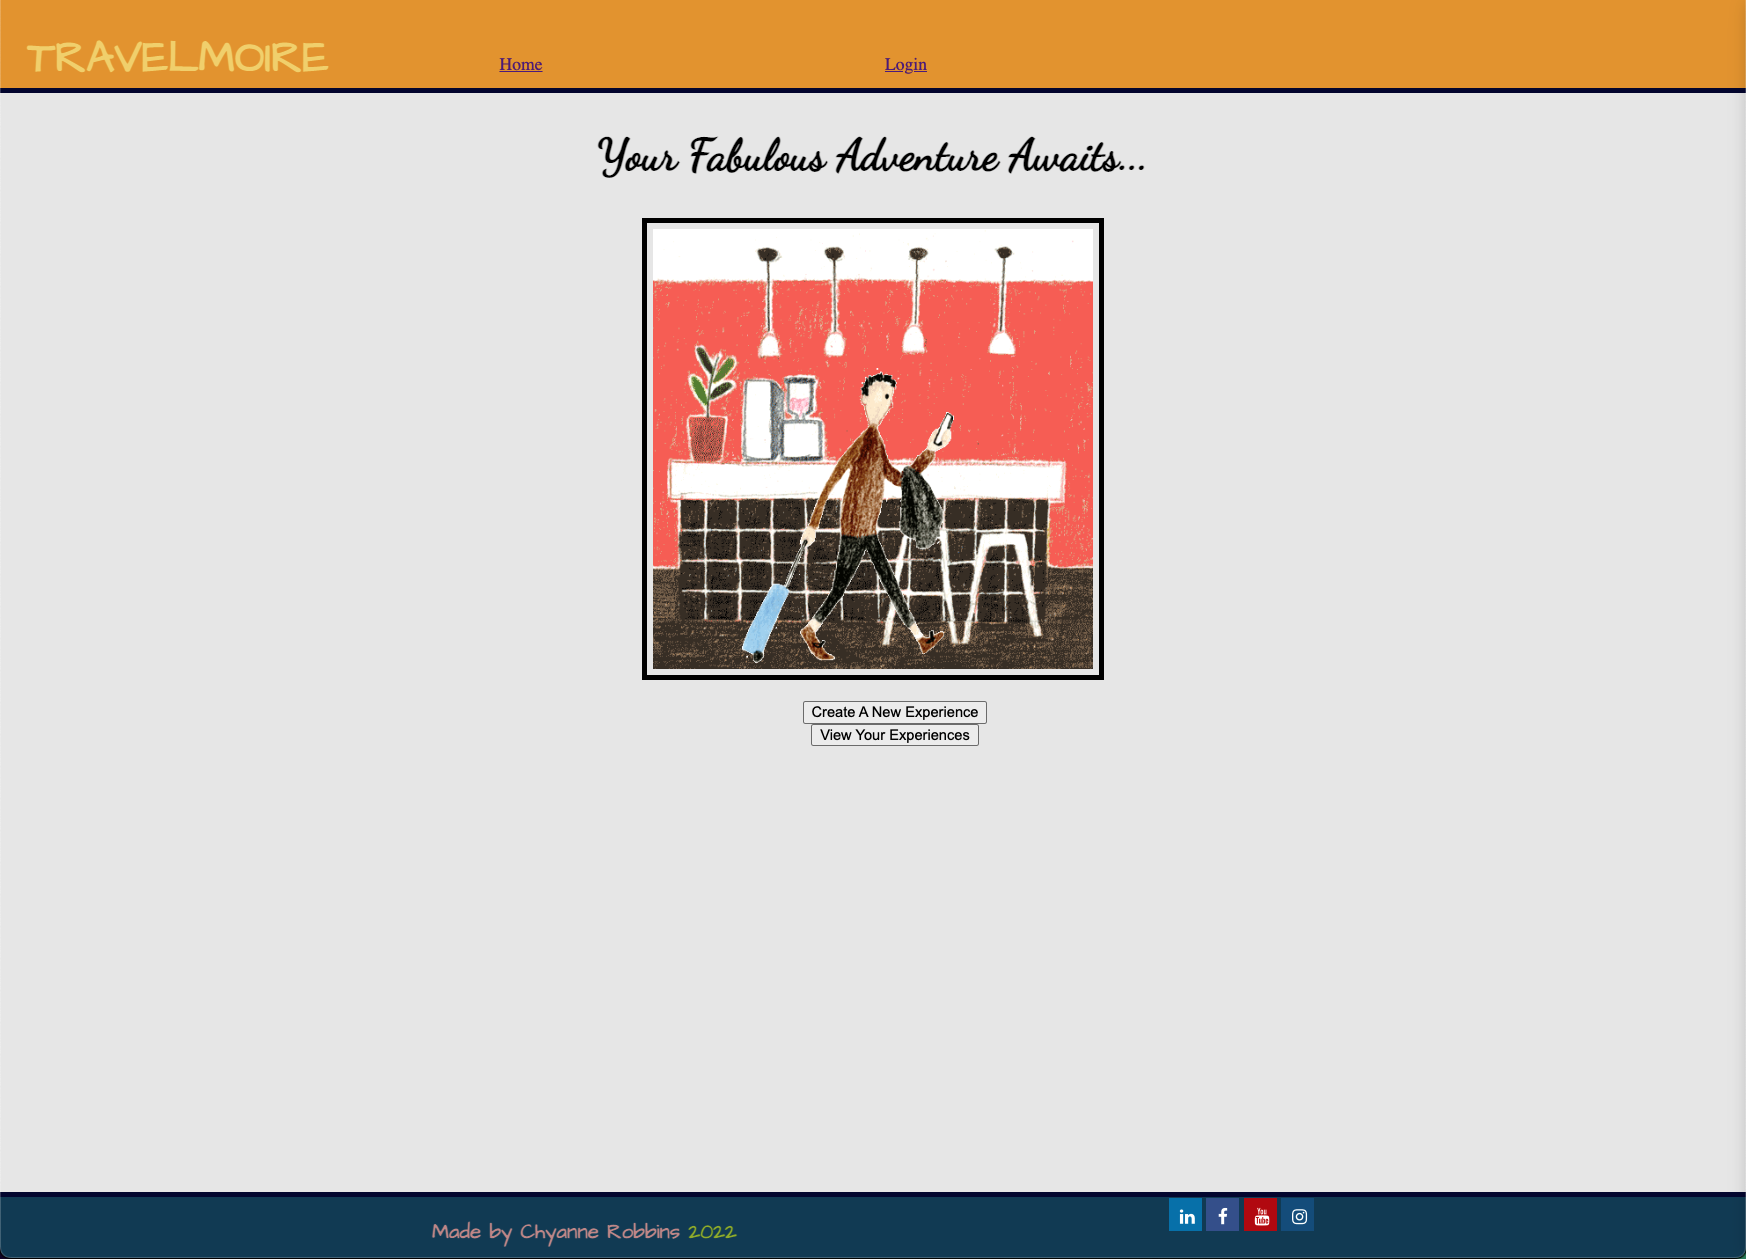 TRAVELMOIRE
Home
Login
Your Fabulous Adventure Awaits...
Create A New Experience
View Your Experiences
Made by Chyanne Robbins 2022
in
f
You
Tube